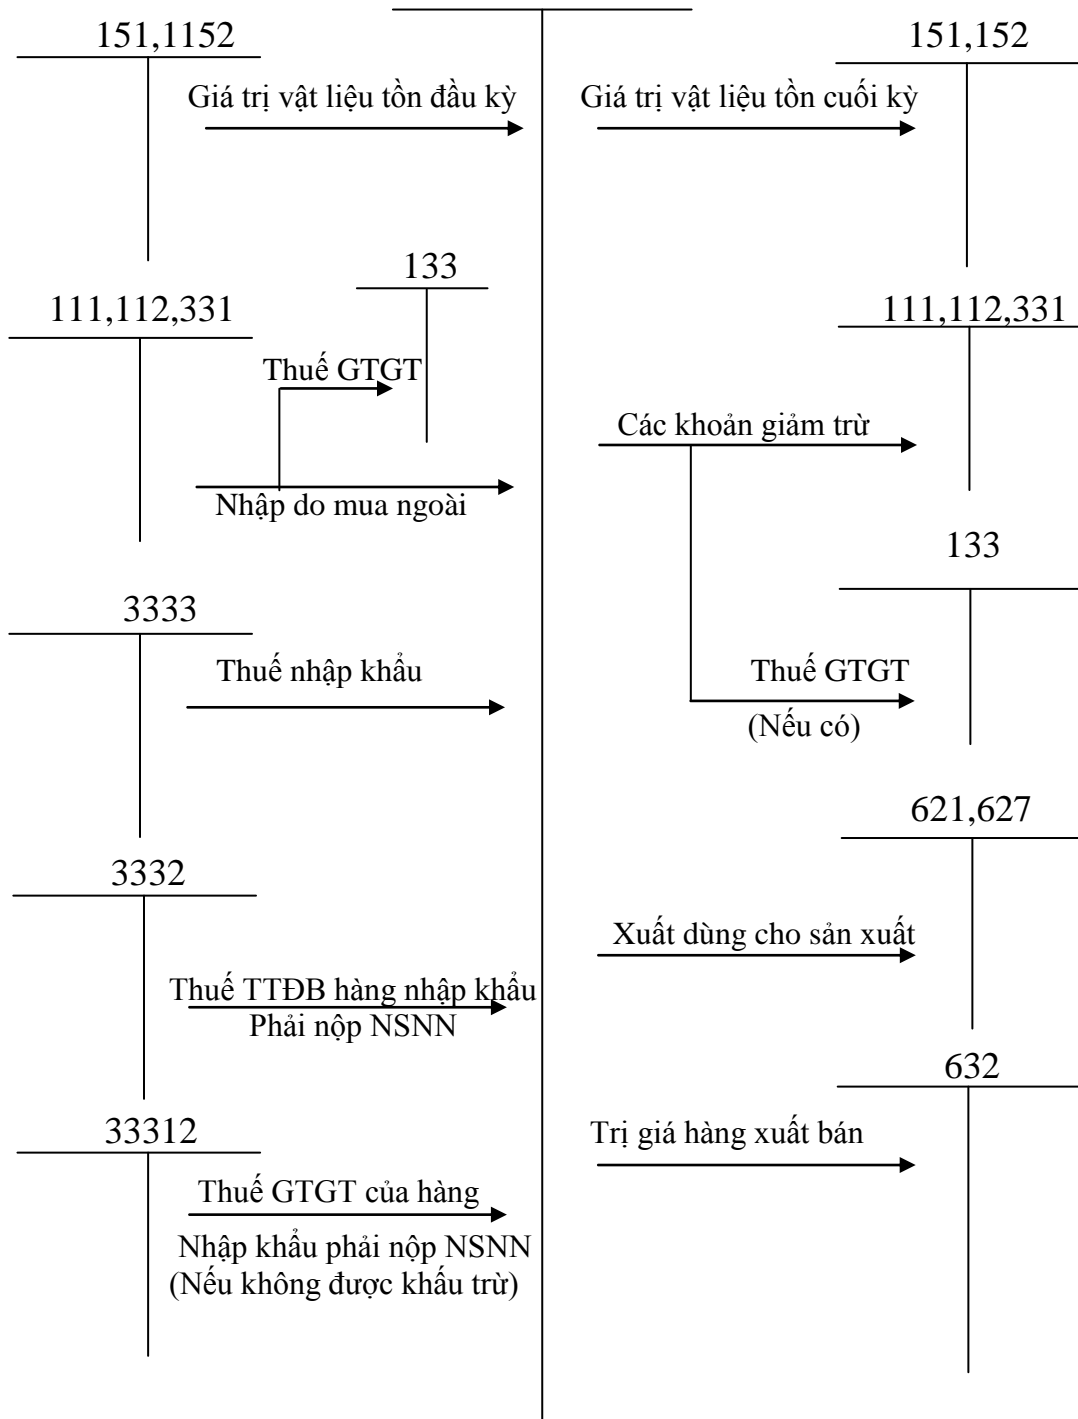 151,1152
Giá trị vật liệu tồn đầu kỳ
133
111,112,331
Thuế GTGT
Nhập do mua ngoài
3333
Thuế nhập khẩu
3332
Thuế TTĐB hàng nhập khẩu
Phải nộp NSNN
33312
Thuế GTGT của hàng
Nhập khẩu phải nộp NSNN
(Nếu không được khấu trừ)
151,152
Giá trị vật liệu tồn cuối kỳ
111,112,331
Các khoản giảm trừ
133
Thuế GTGT
(Nếu có)
621,627
Xuất dùng cho sản xuất
632
Trị giá hàng xuất bán